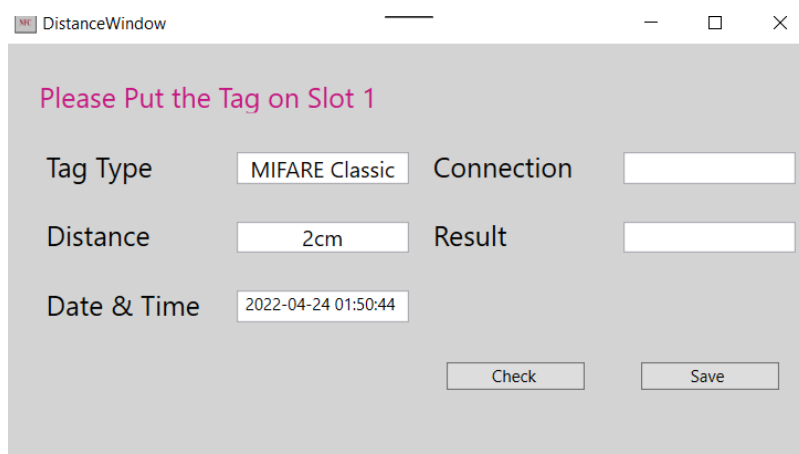 NFC DistanceWindow
Please Put the Tag on Slot 1
Tag Type MIFARE Classic Connection
Distance 2cm Result
Date & Time 2022-04-24 01:50:44
Check Save